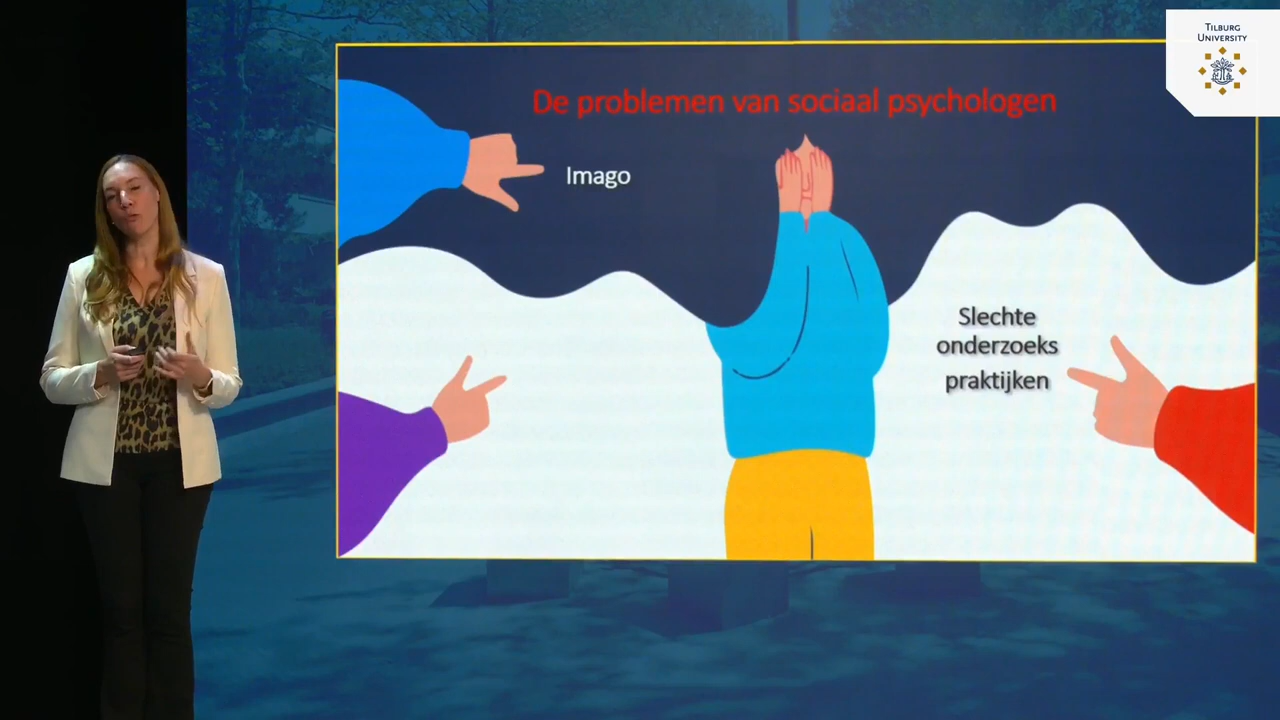 TILBURG
UNIVERSITY
De problemen van sociaal psychologen
Imago
Slechte
onderzoeks
praktijken